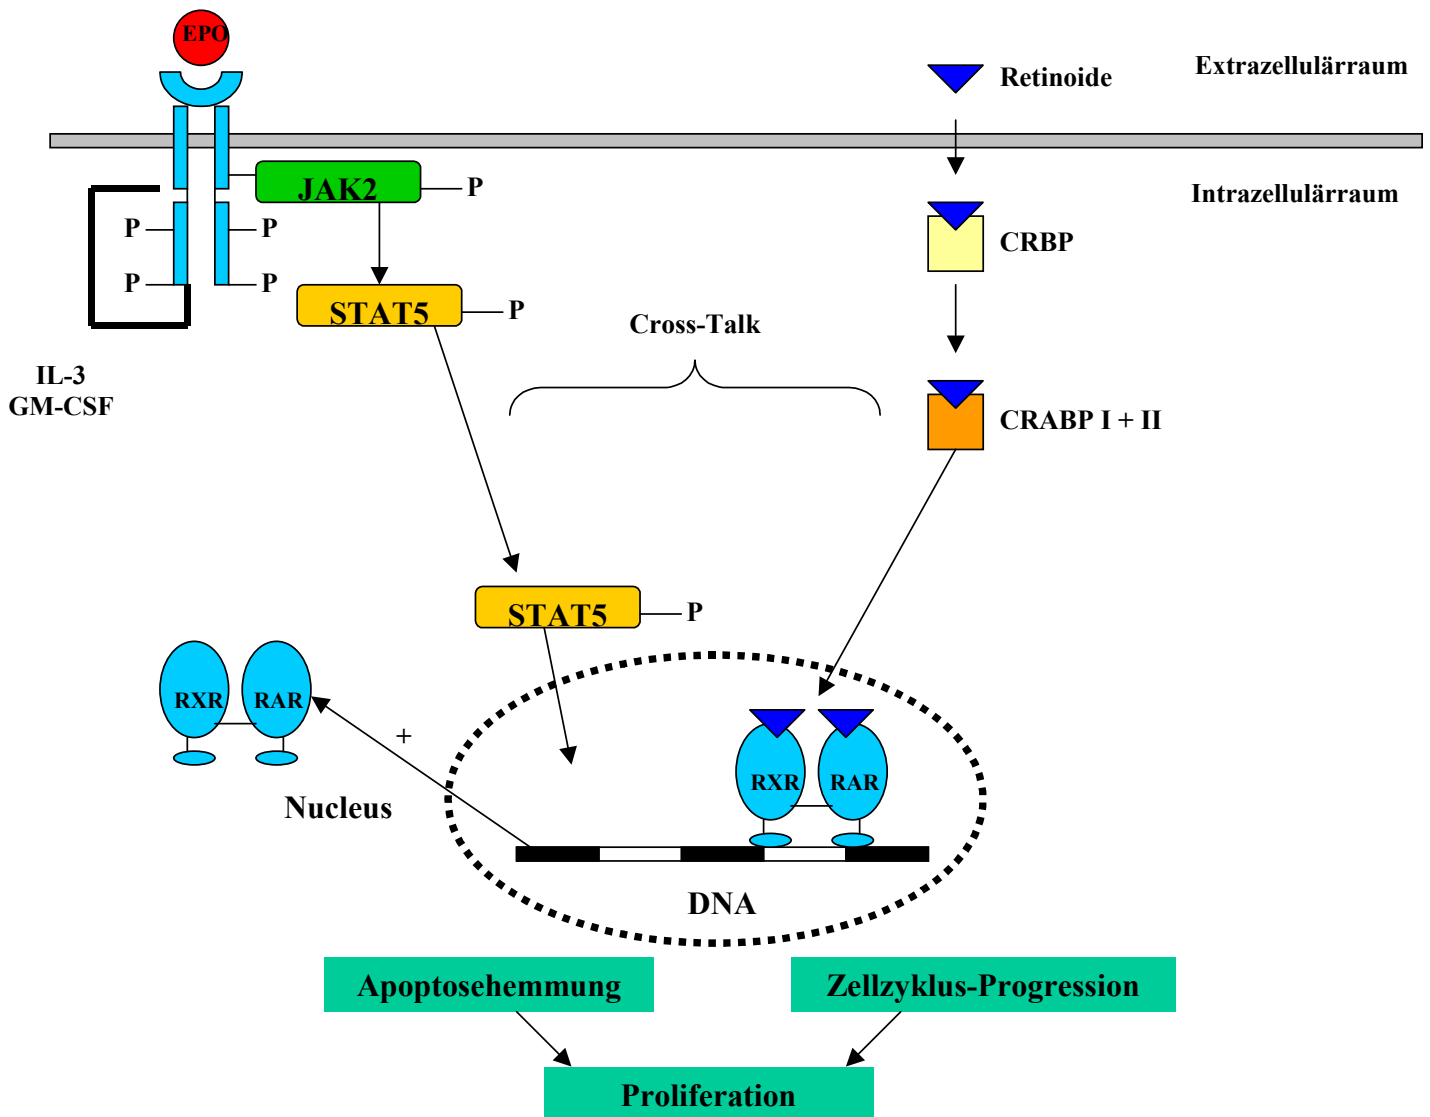 EPO
Retinoide
Extrazellulärraum
JAK2
P
Intrazellulärraum
P
P
CRBP
P
P
STAT5
P
Cross-Talk
IL-3
GM-CSF
CRABP I + II
STAT5
P
RXR
RAR
+
Nucleus
RXR
RAR
DNA
Apoptosehemmung
Zellzyklus-Progression
Proliferation